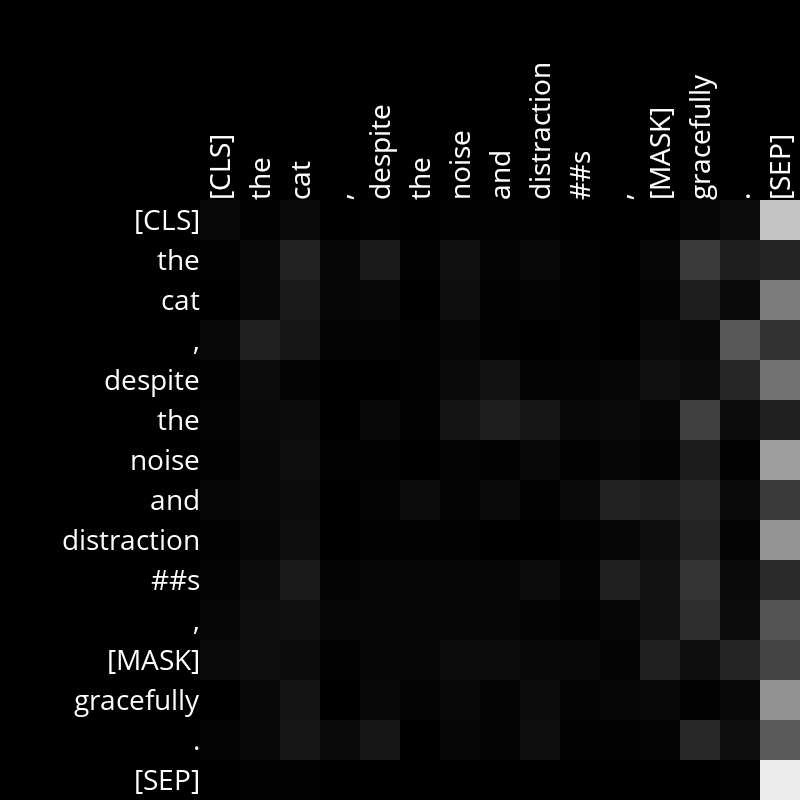 [CLS]
the
cat
,
despite
the
noise
and
distraction
##s
,
[MASK]
gracefully
.
[SEP]
[CLS]
the
cat
,
despite
the
noise
and
distraction
##s
,
[MASK]
gracefully
.
[SEP]